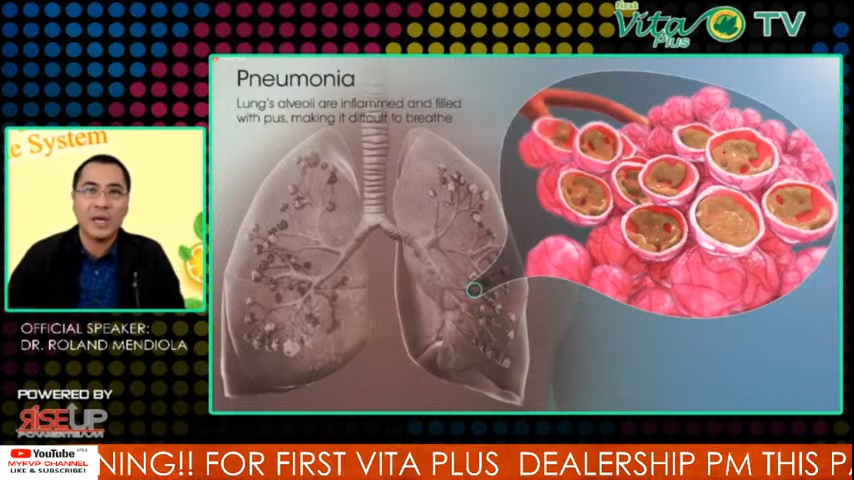 first
Vita
plus
TV
Pneumonia
Lung's alveoli are inflammed and filled
with pus, making it difficult to breathe
e System
OFFICIAL SPEAKER:
DR. ROLAND MENDIOLA
POWERED BY
RISEUP
POWERTEAM
YouTube PH
MYFVP CHANNEL
LIKE & SUBSCRIBE!
NING!! FOR FIRST VITA PLUS DEALERSHIP PM THIS PA